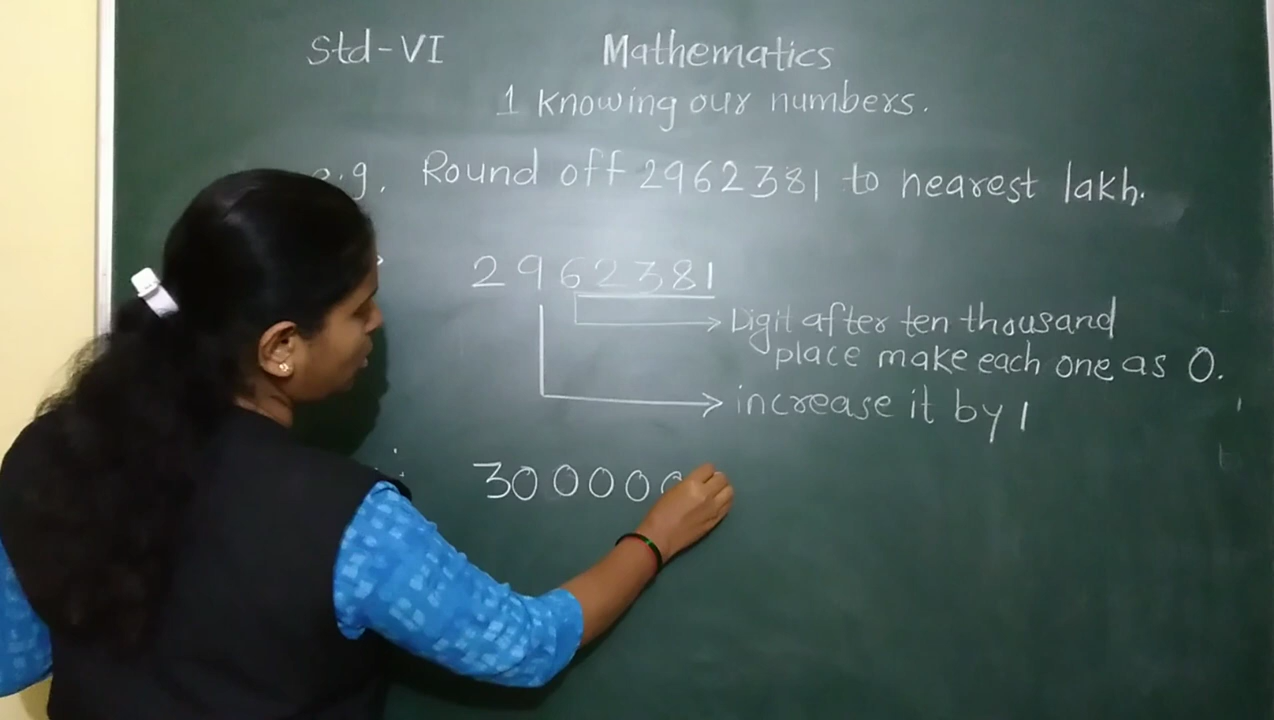 Std-VI Mathematics
1 Knowing our numbers.
e.g. Round off 2962381 to nearest lakh.
2962381
Digit after ten thousand
place make each one as 0.
increase it by 1
300000